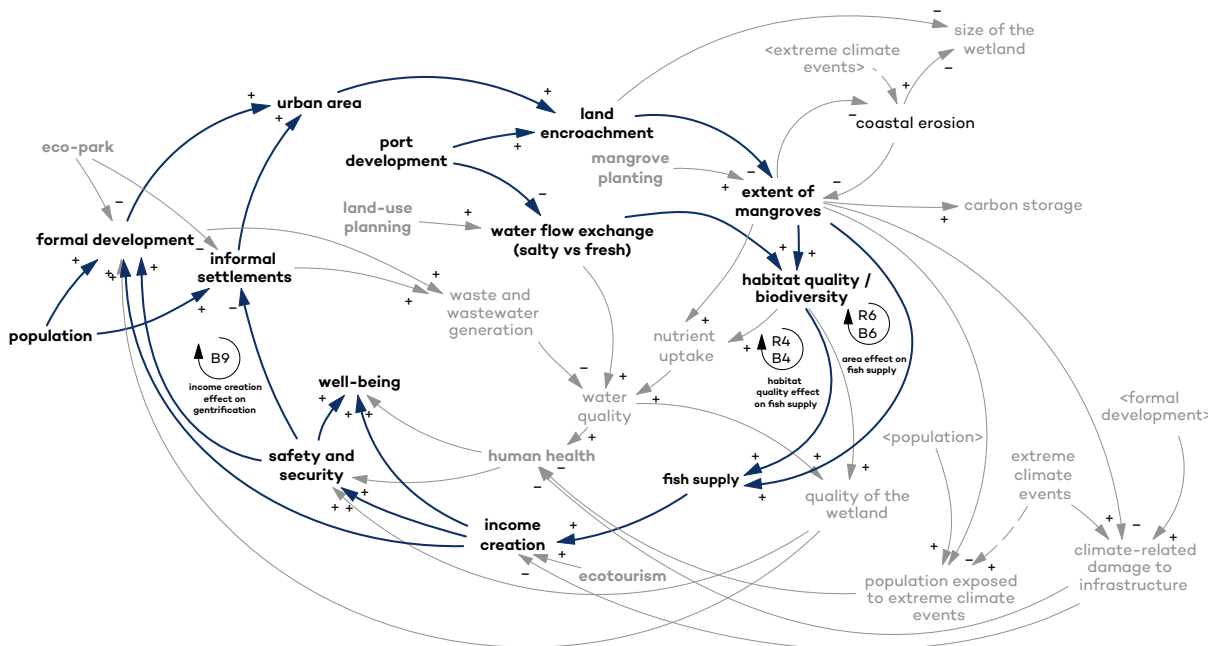 size of the
wetland
<extreme climate
events>
urban area
land
encroachment
coastal erosion
port
development
eco-park
mangrove
planting
extent of
mangroves
carbon storage
land-use
planning
water flow exchange
(salty vs fresh)
formal development
informal
settlements
habitat quality /
biodiversity
waste and
wastewater
generation
population
nutrient
uptake
R6
B6
area effect on
fish supply
R4
B4
habitat
quality effect
on fish supply
B9
income creation
effect on
gentrification
well-being
water
quality
<formal
development>
<population>
safety and
security
human health
extreme
climate
events
fish supply
quality of the
wetland
income
creation
ecotourism
climate-related
damage to
infrastructure
population exposed
to extreme climate
events